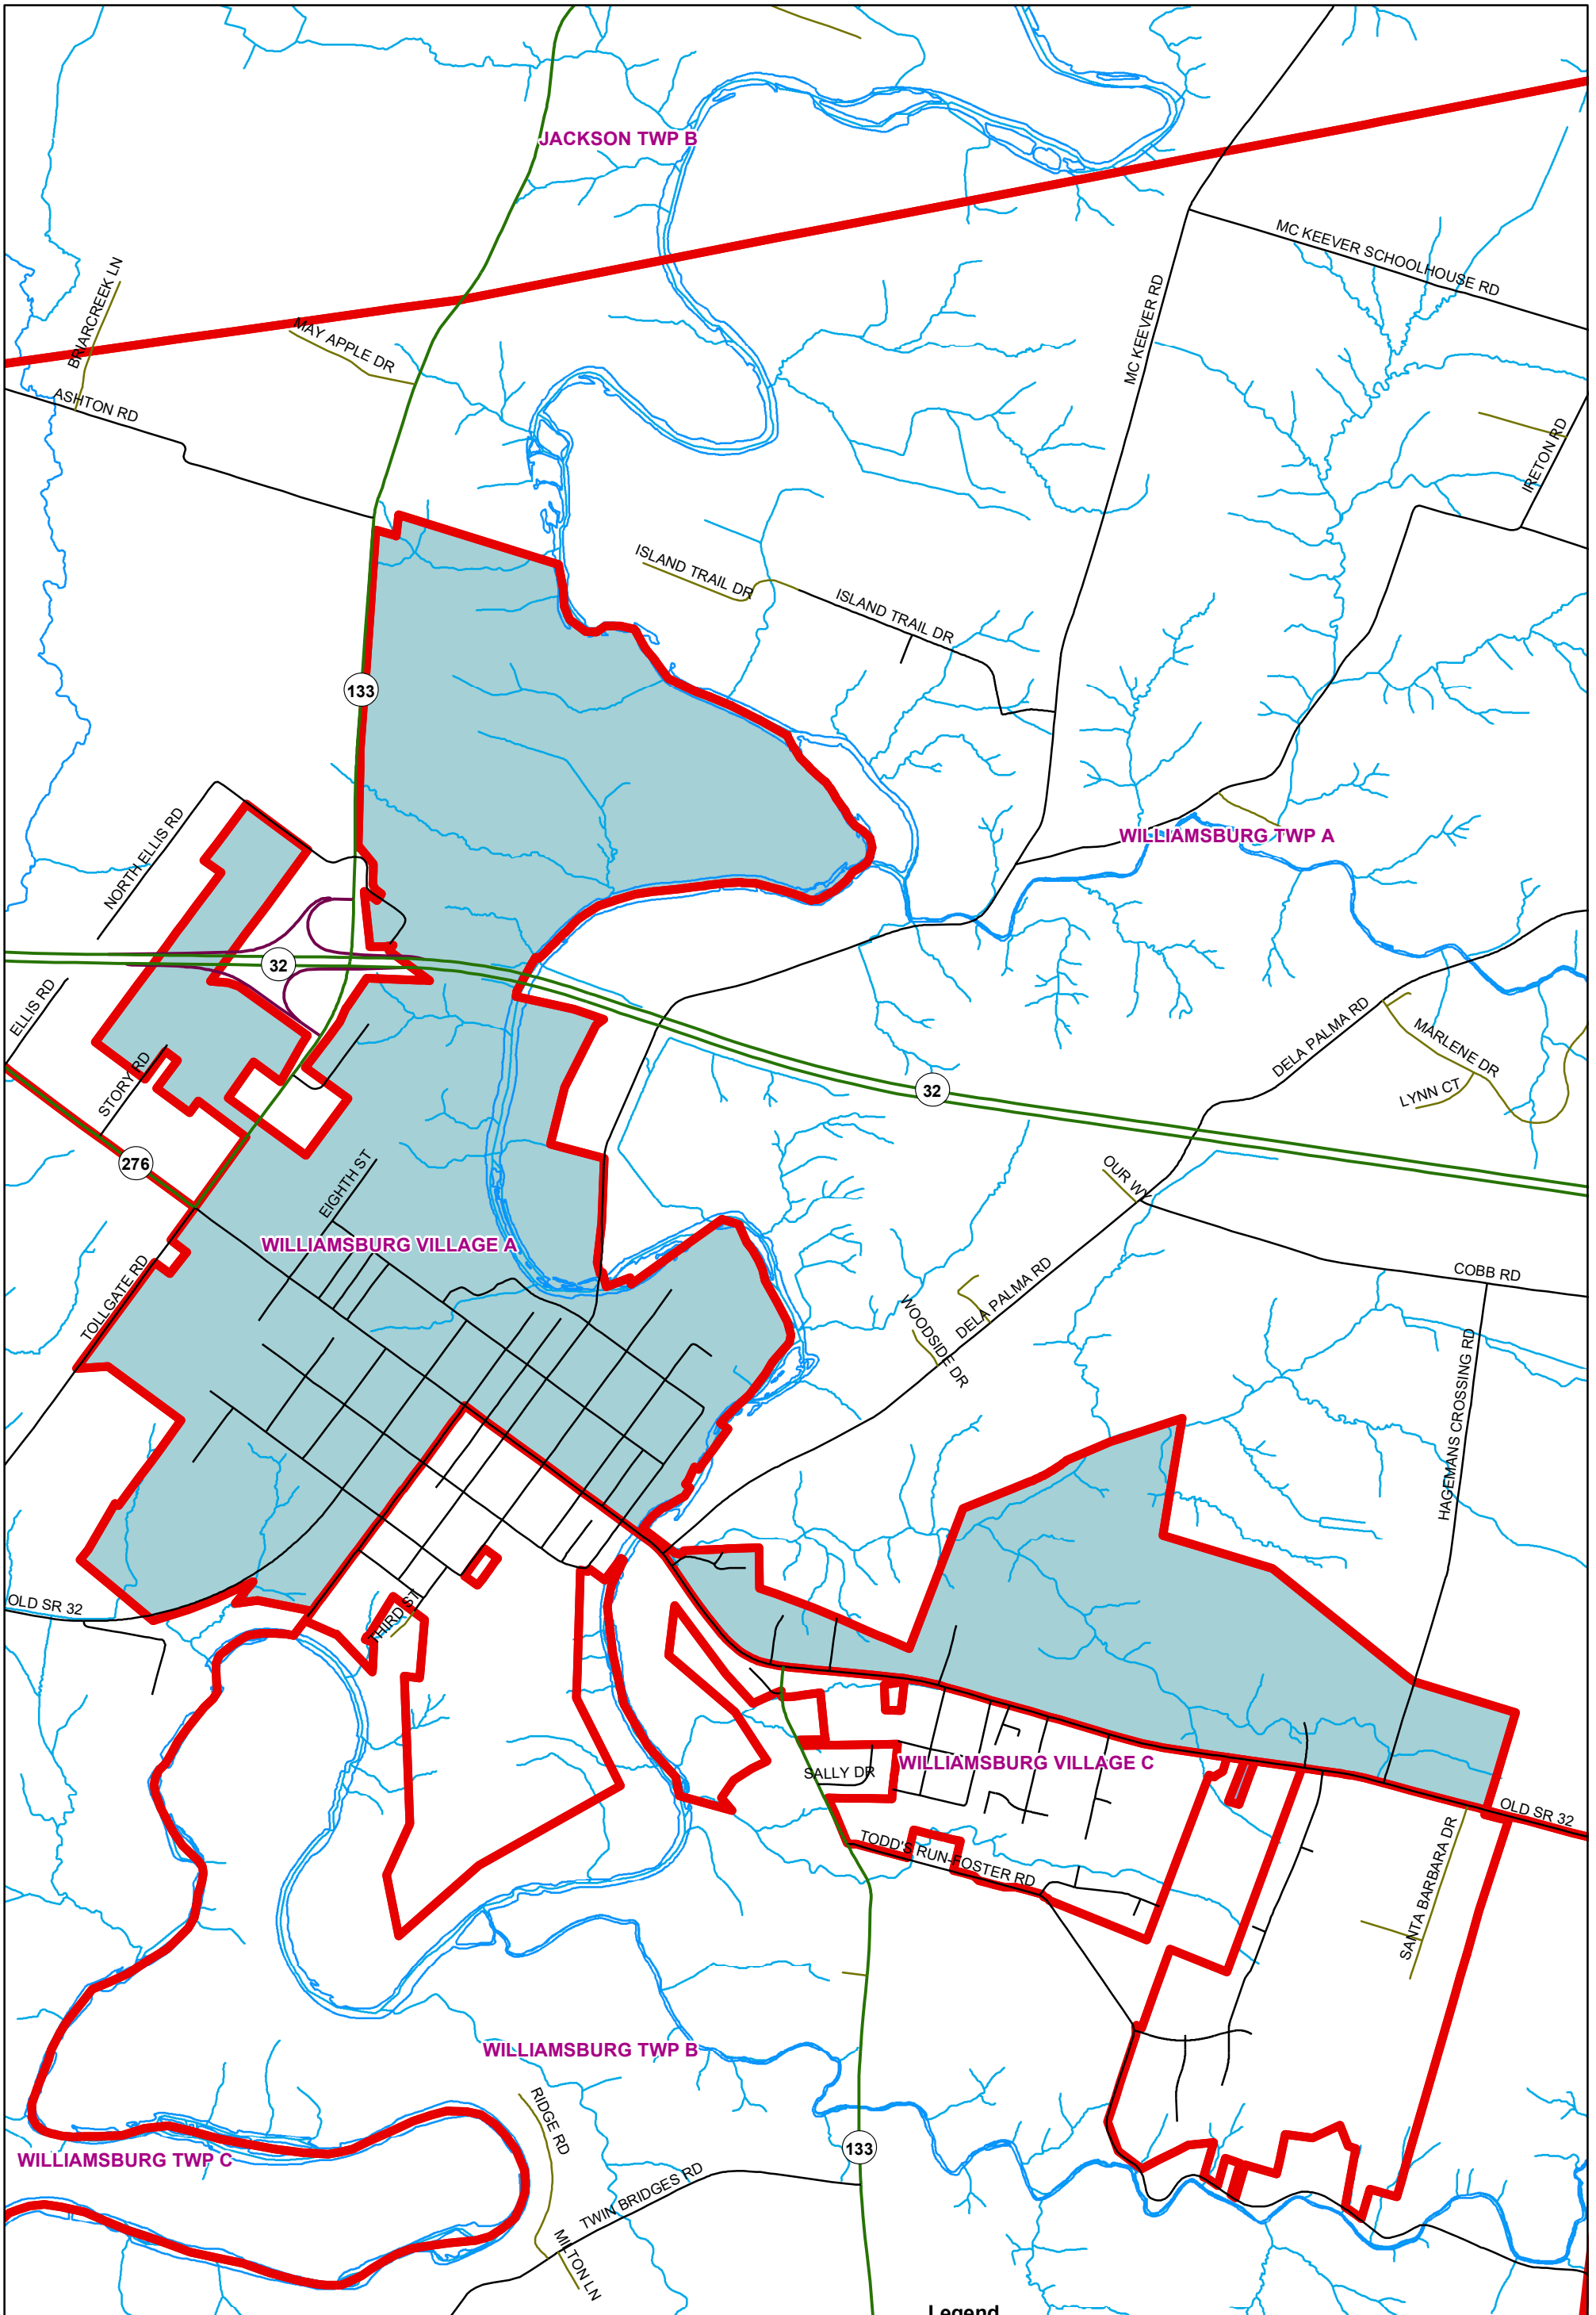 JACKSON TWP B
MC KEEVER SCHOOLHOUSE RD
BRIARCREEK LN
MAY APPLE DR
MC KEEVER RD
ASHTON RD
IRETON RD
ISLAND TRAIL DR
ISLAND TRAIL DR
133
NORTH ELLIS RD
WILLIAMSBURG TWP A
32
ELLIS RD
DELA PALMA RD
MARLENE DR
STORY RD
32
LYNN CT
276
EIGHTH ST
OUR WY
WILLIAMSBURG VILLAGE A
TOLLGATE RD
DELA PALMA RD
COBB RD
WOODSIDE DR
HAGEMANS CROSSING RD
OLD SR 32
THIRD ST
WILLIAMSBURG VILLAGE C
SALLY DR
OLD SR 32
TODD'S RUN-FOSTER RD
SANTA BARBARA DR
WILLIAMSBURG TWP B
RIDGE RD
133
WILLIAMSBURG TWP C
TWIN BRIDGES RD
MILTON LN
Legend